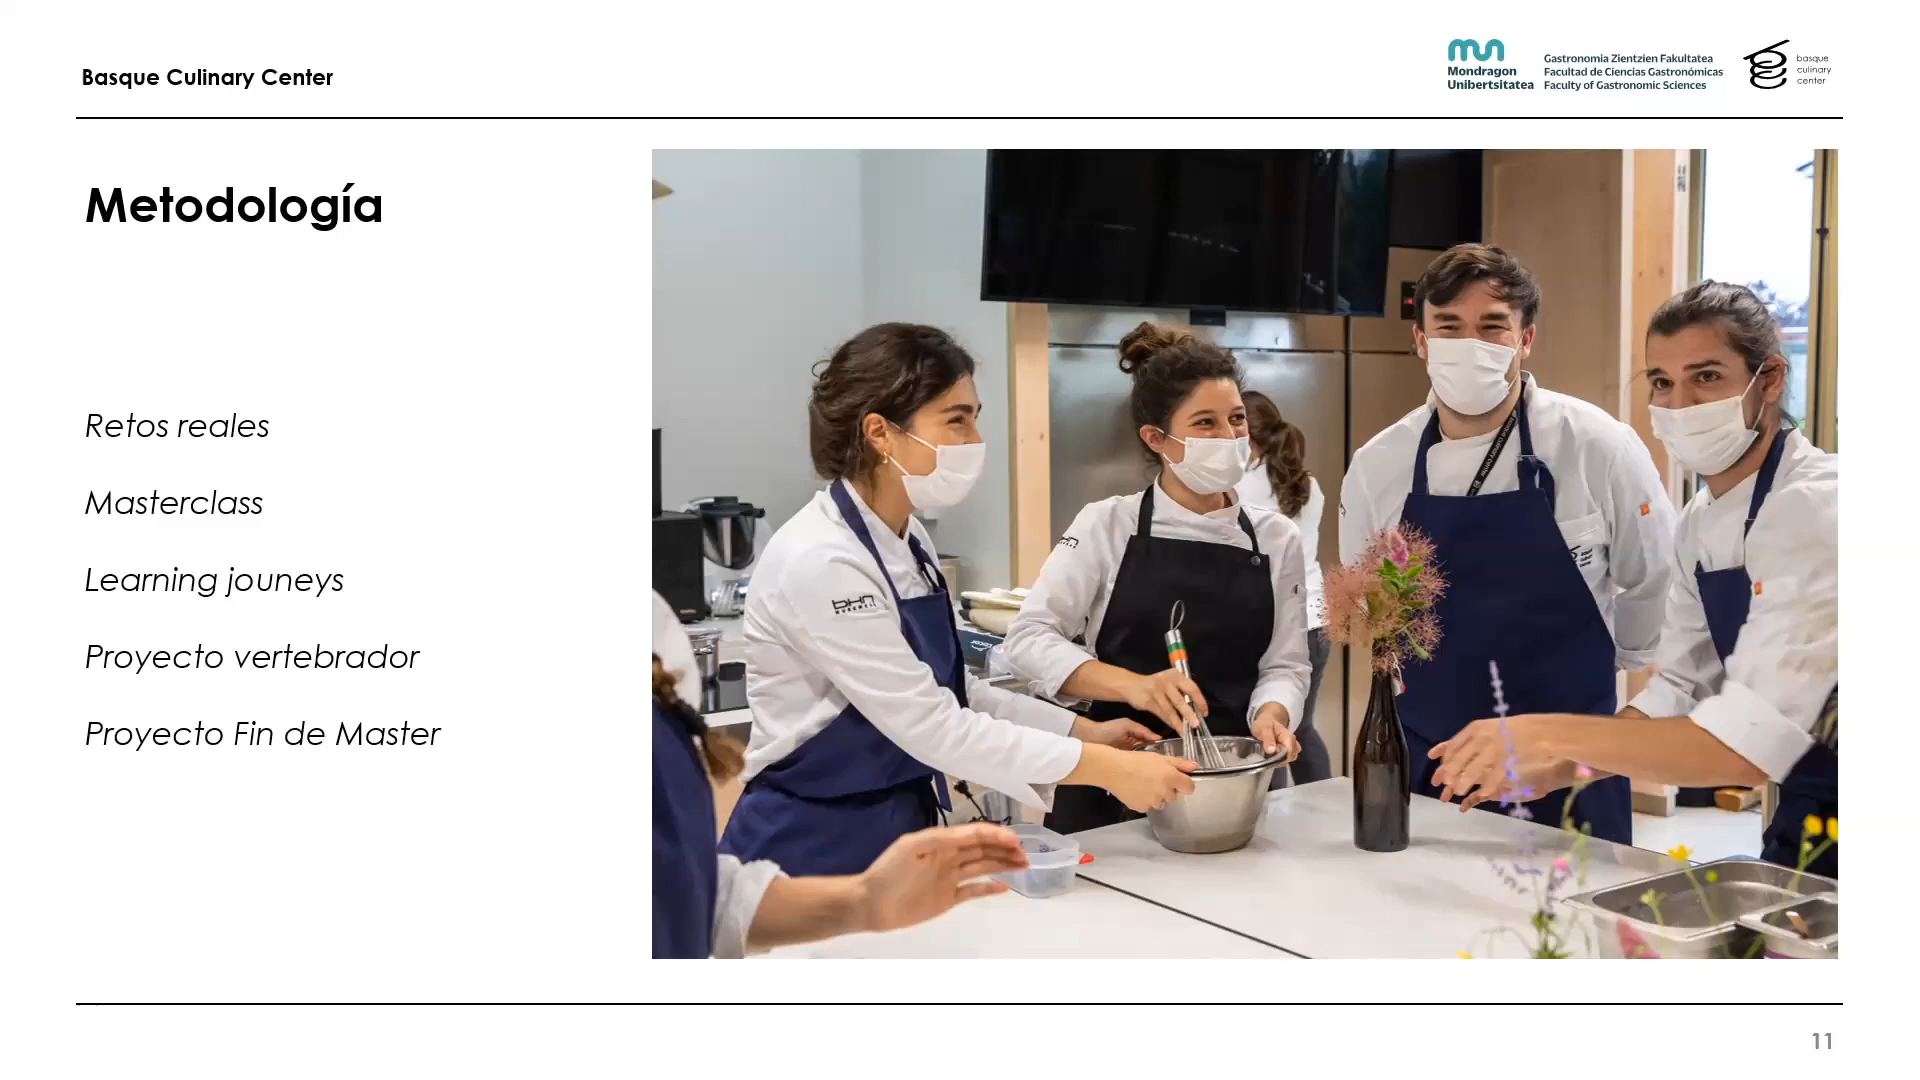 Basque Culinary Center
Mondragon
Unibertsitatea
Gastronomia Zientzien Fakultatea
Facultad de Ciencias Gastronómicas
Faculty of Gastronomic Sciences
basque
culinary
center
Metodología
Retos reales
Masterclass
Learning jouneys
Proyecto vertebrador
Proyecto Fin de Master
11